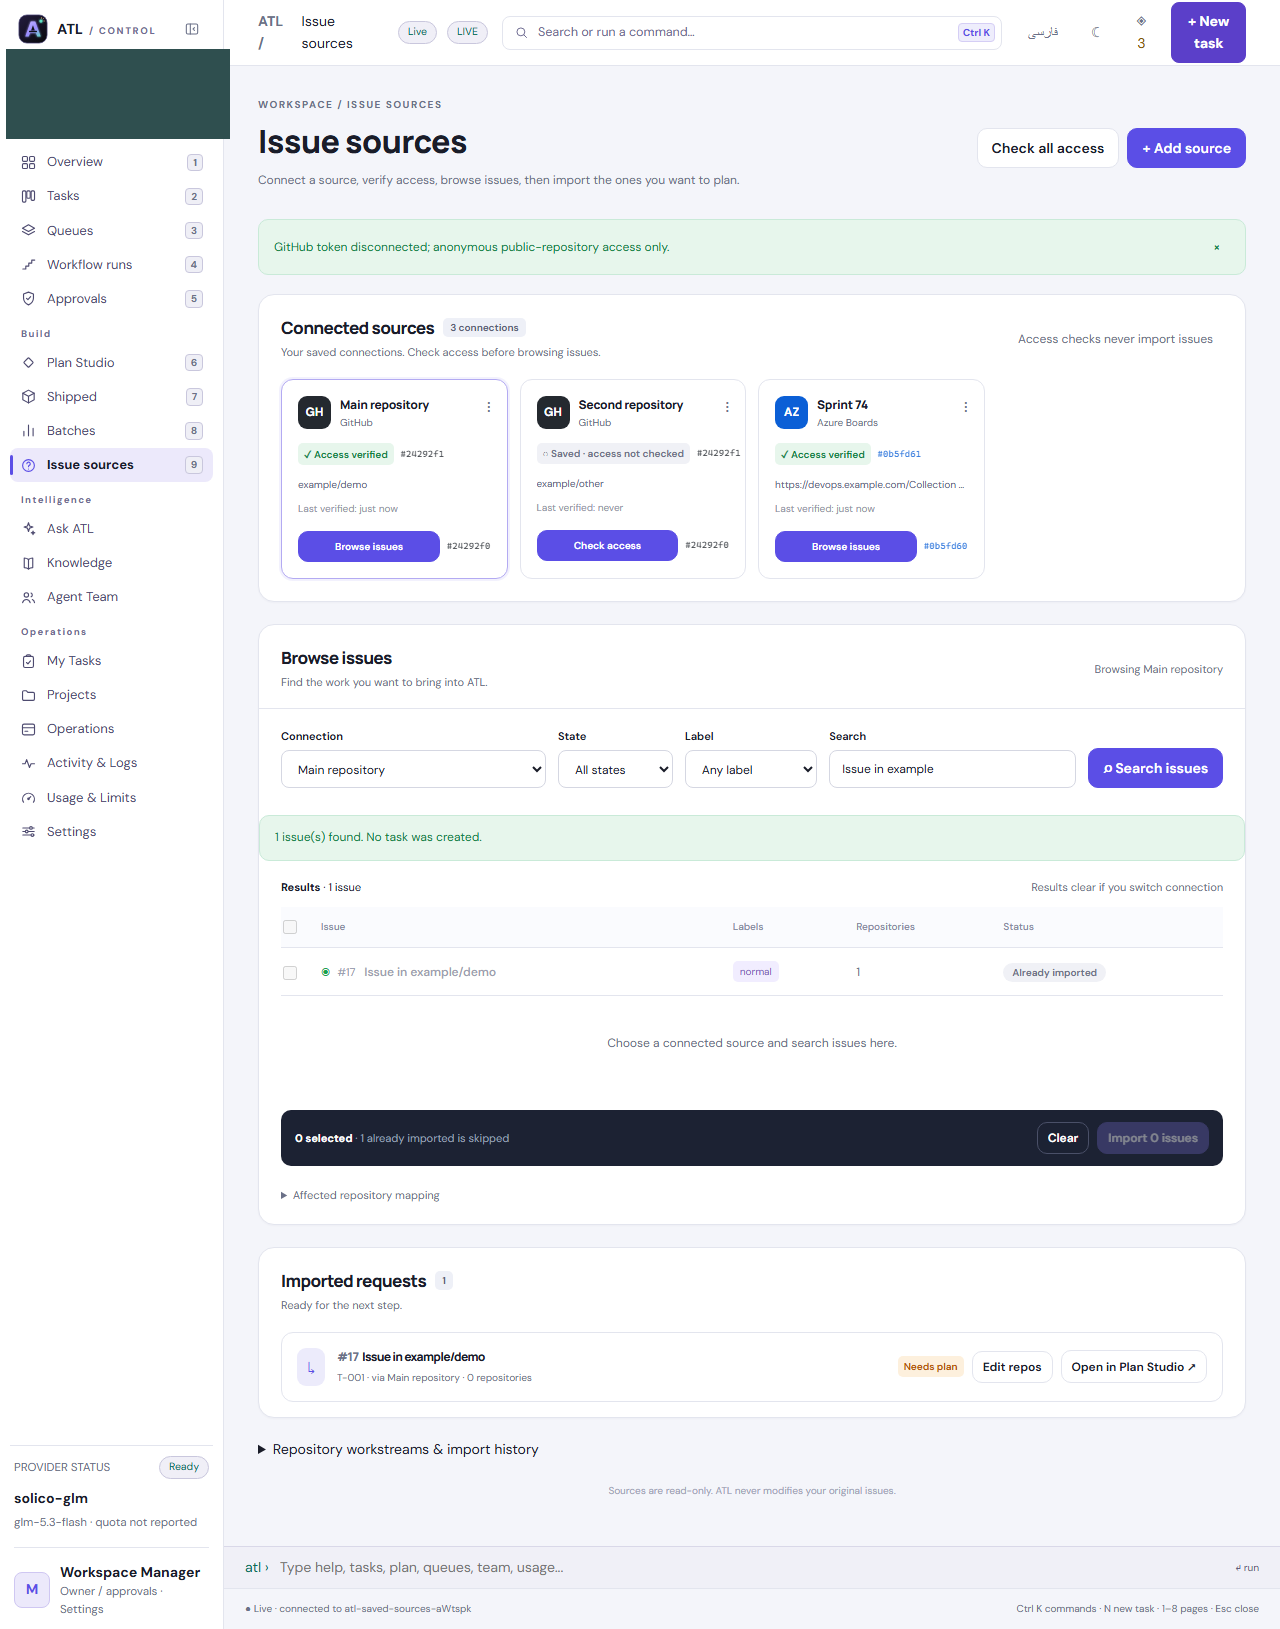 ATL / CONTROL
Overview 1
Tasks 2
Queues 3
Workflow runs 4
Approvals 5
Build
Plan Studio 6
Shipped 7
Batches 8
Issue sources 9
Intelligence
Ask ATL
Knowledge
Agent Team
Operations
My Tasks
Projects
Operations
Activity & Logs
Usage & Limits
Settings
PROVIDER STATUS Ready
solico-glm
glm-5.3-flash · quota not reported
M
Workspace Manager
Owner / approvals ·
Settings
ATL /
Issue sources
Live
LIVE
Search or run a command...
Ctrl K
فارسی
3
+ New task
WORKSPACE / ISSUE SOURCES
Issue sources
Connect a source, verify access, browse issues, then import the ones you want to plan.
Check all access
+ Add source
GitHub token disconnected; anonymous public-repository access only. ×
Connected sources 3 connections
Your saved connections. Check access before browsing issues.
Access checks never import issues
GH
Main repository
GitHub
✓ Access verified #24292f1
example/demo
Last verified: just now
Browse issues #24292f0
GH
Second repository
GitHub
Saved · access not checked #24292f1
example/other
Last verified: never
Check access #24292f0
AZ
Sprint 74
Azure Boards
✓ Access verified #0b5fd61
https://devops.example.com/Collection ...
Last verified: just now
Browse issues #0b5fd60
Browse issues
Find the work you want to bring into ATL.
Browsing Main repository
Connection State Label Search
Main repository All states Any label Issue in example Search issues
1 issue(s) found. No task was created.
Results · 1 issue
Results clear if you switch connection
Issue Labels Repositories Status
#17 Issue in example/demo normal 1 Already imported
Choose a connected source and search issues here.
0 selected · 1 already imported is skipped
Clear
Import 0 issues
▶ Affected repository mapping
Imported requests 1
Ready for the next step.
↳
#17 Issue in example/demo
T-001 · via Main repository · 0 repositories
Needs plan
Edit repos
Open in Plan Studio ↗
▶ Repository workstreams & import history
Sources are read-only. ATL never modifies your original issues.
atl › Type help, tasks, plan, queues, team, usage... ↵ run
● Live · connected to atl-saved-sources-aWtspk
Ctrl K commands · N new task · 1–8 pages · Esc close